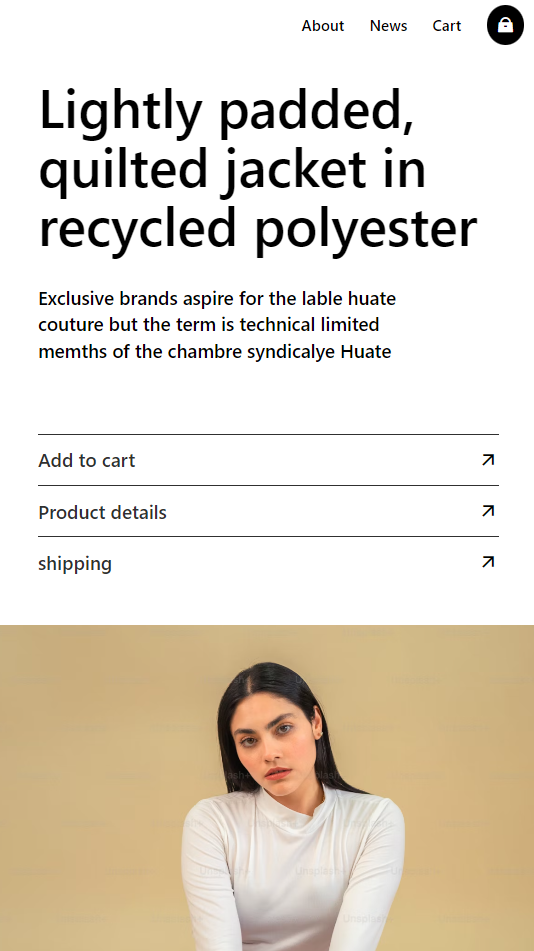 About News Cart
Lightly padded,
quilted jacket in
recycled polyester
Exclusive brands aspire for the lable huate
couture but the term is technical limited
memths of the chambre syndicalye Huate
Add to cart
Product details
shipping
Unsplash+